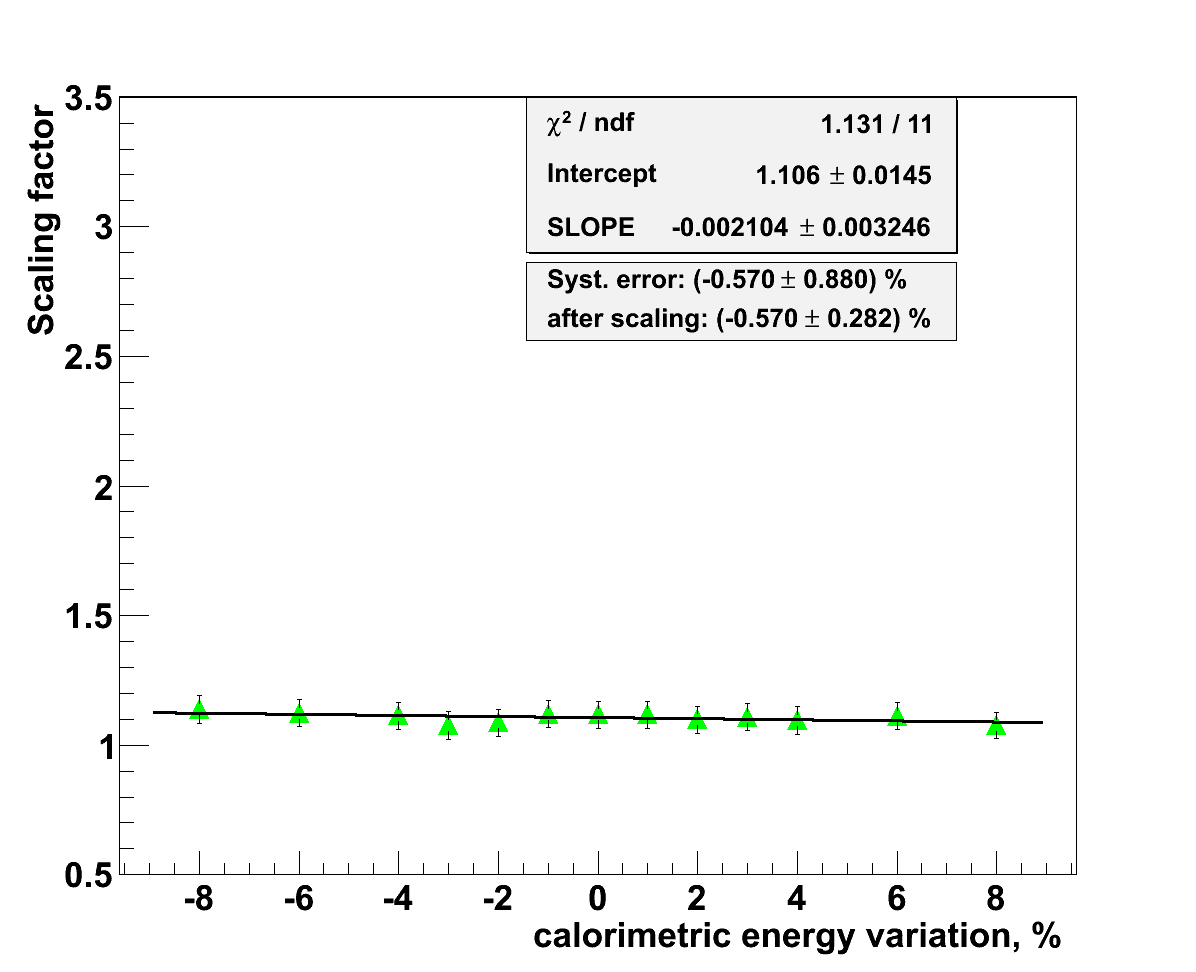 Scaling factor
3.5
3
2.5
2
1.5
1
0.5
χ² / ndf 1.131 / 11
Intercept 1.106 ± 0.0145
SLOPE -0.002104 ± 0.003246
Syst. error: (-0.570 ± 0.880) %
after scaling: (-0.570 ± 0.282) %
-8 -6 -4 -2 0 2 4 6 8
calorimetric energy variation, %